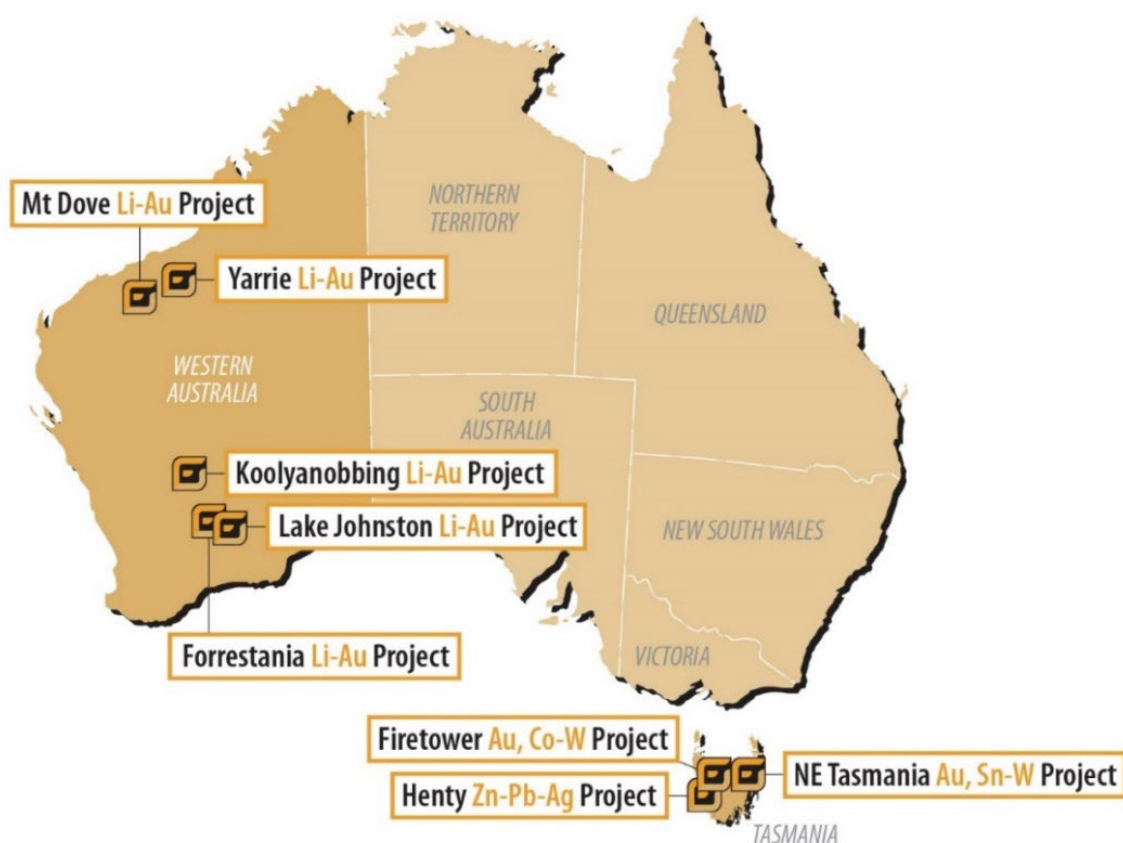 NORTHERN
TERRITORY
Mt Dove Li-Au Project
Yarrie Li-Au Project
QUEENSLAND
WESTERN
AUSTRALIA
SOUTH
AUSTRALIA
Koolyanobbing Li-Au Project
Lake Johnston Li-Au Project
NEW SOUTH WALES
Forrestania Li-Au Project
VICTORIA
Firetower Au, Co-W Project
NE Tasmania Au, Sn-W Project
Henty Zn-Pb-Ag Project
TASMANIA